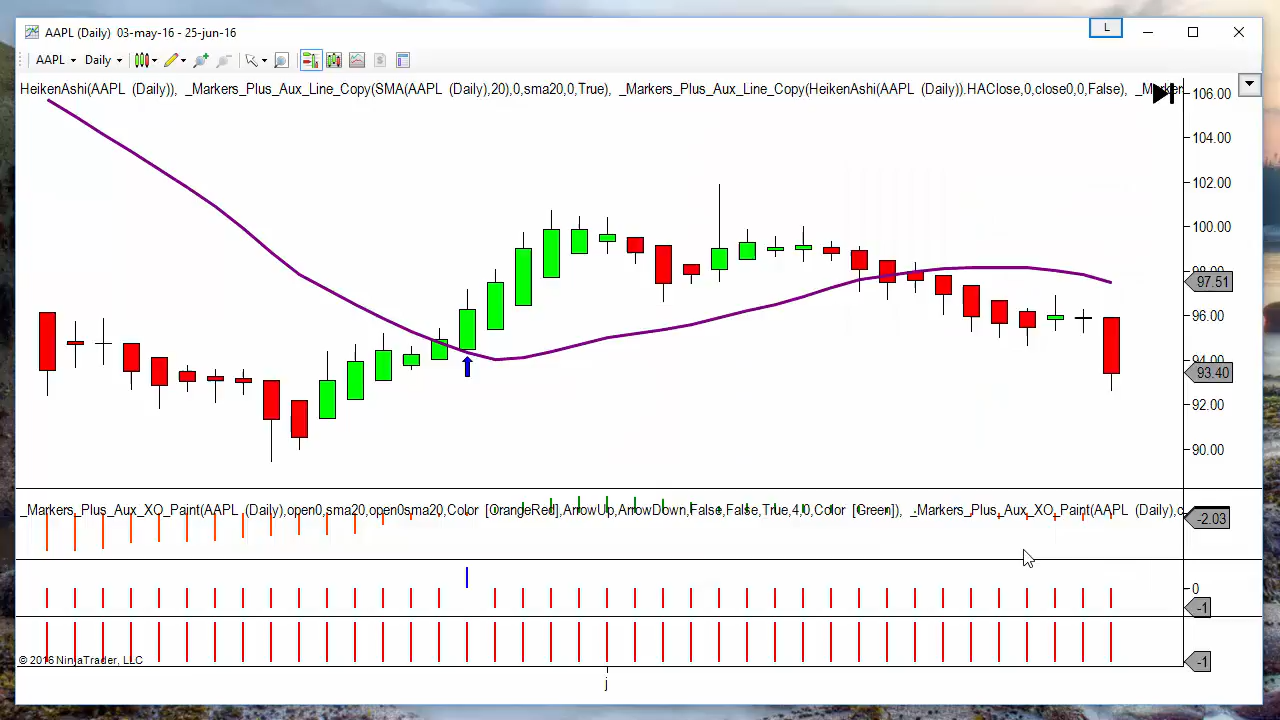 AAPL (Daily) 03-may-16 - 25-jun-16
L
AAPL Daily
HeikenAshi(AAPL (Daily)), _Markers_Plus_Aux_Line_Copy(SMA(AAPL (Daily),20),0,sma20,0,True), _Markers_Plus_Aux_Line_Copy(HeikenAshi(AAPL (Daily)).HAClose,0,close0,0,False),
106.00
104.00
102.00
100.00
97.51
96.00
94.00
93.40
92.00
90.00
_Markers_Plus_Aux_XO_Paint(AAPL (Daily),open0,sma20,open0sma20,Color [OrangeRed],ArrowUp,ArrowDown,False,False,True,4,0,Color [Green]), _Markers_Plus_Aux_XO_Paint(AAPL (Daily),
-2.03
0
-1
© 2016 NinjaTrader, LLC
-1
j